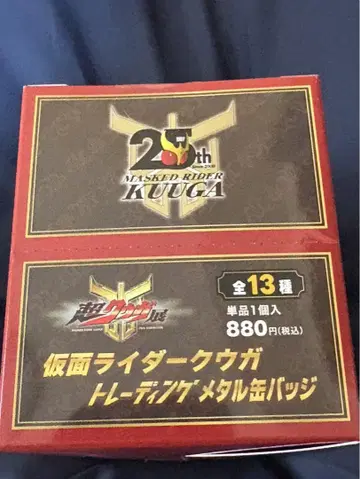 25th
MASKED RIDER
KUUGA
超クウガ展
全13種
単品1個入
880円(税込)
仮面ライダークウガ
トレーディングメタル缶バッジ